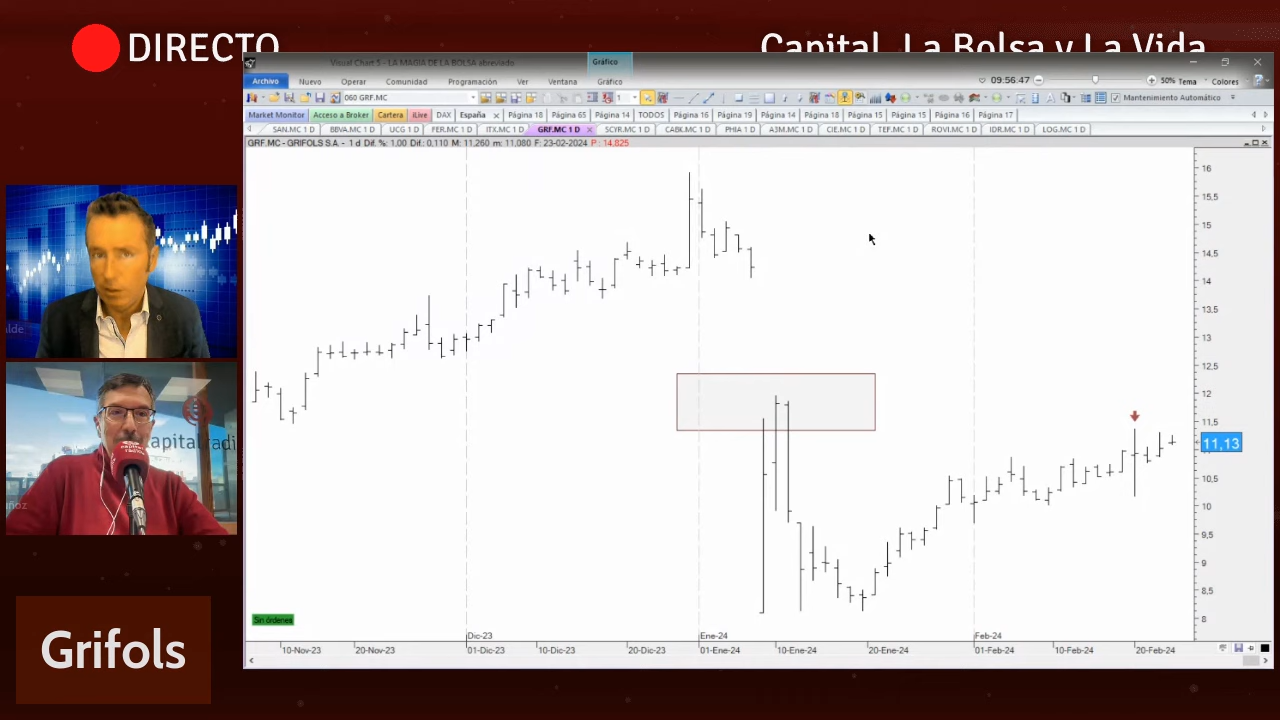 DIRECTO
Capital, La Bolsa y La Vida
Visual Chart 5 - LA MAGIA DE LA BOLSA abreviado
Gráfico
Archivo Nuevo Operar Comunidad Programación Ver Ventana Gráfico
09:56:47 50% Tema Colores
060 GRF.MC
1
Mantenimiento Automático
Market Monitor Acceso a Broker Cartera iLive DAX España Página 18 Página 65 Página 14 TODOS Página 16 Página 19 Página 14 Página 18 Página 15 Página 15 Página 16 Página 17
SAN.MC 1 D BBVA.MC 1 D UCG 1 D FER.MC 1 D ITX.MC 1 D GRF.MC 1 D SCYR.MC 1 D CABK.MC 1 D PHIA 1 D A3M.MC 1 D CIE.MC 1 D TEF.MC 1 D ROVI.MC 1 D IDR.MC 1 D LOG.MC 1 D
GRF.MC - GRIFOLS S.A. - 1 d Dif. %: 1,00 Dif.: 0,110 M: 11,260 m: 11,080 F: 23-02-2024 P : 14,825
16
15
14,5
14
13,5
13
12,5
12
11,5
11,13
10,5
10
9,5
9
8,5
8
alde
capital radi
capital radio
ñoz
Sin órdenes
Dic-23
Ene-24
Feb-24
10-Nov-23 20-Nov-23 01-Dic-23 10-Dic-23 20-Dic-23 01-Ene-24 10-Ene-24 20-Ene-24 01-Feb-24 10-Feb-24 20-Feb-24
Grifols